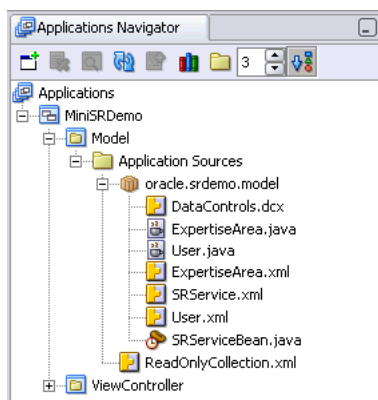 Applications Navigator
3
Applications
MiniSRDemo
Model
Application Sources
oracle.srdemo.model
DataControls.dcx
ExpertiseArea.java
User.java
ExpertiseArea.xml
SRService.xml
User.xml
SRServiceBean.java
ReadOnlyCollection.xml
ViewController